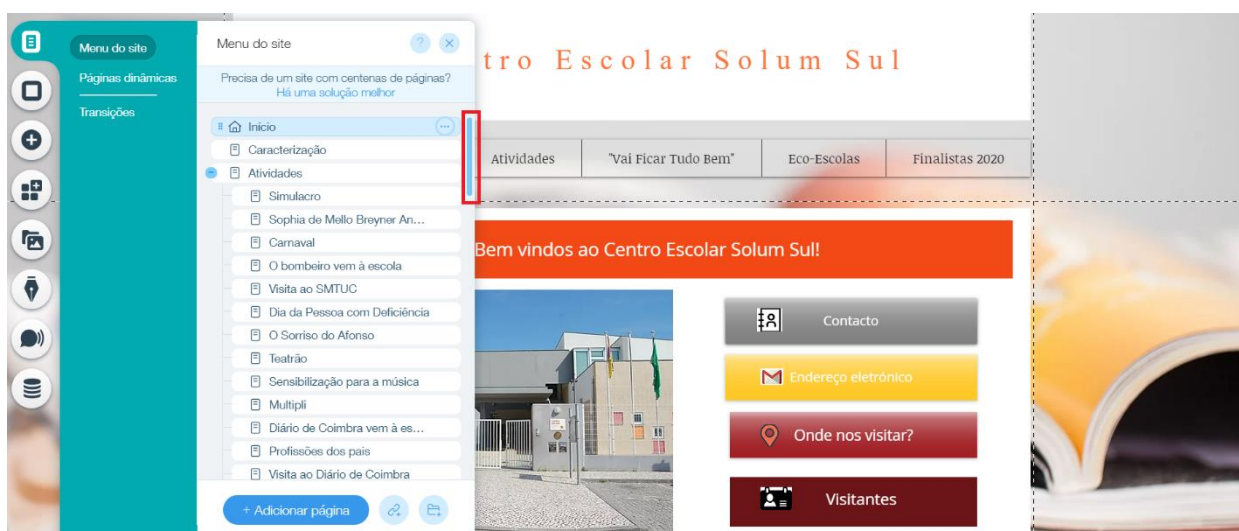 Menu do site
Páginas dinâmicas
Transições
Menu do site
?
Precisa de um site com centenas de páginas?
Há uma solução melhor
Início
Caracterização
Atividades
Simulacro
Sophia de Mello Breyner An...
Carnaval
O bombeiro vem à escola
Visita ao SMTUC
Dia da Pessoa com Deficiência
O Sorriso do Afonso
Teatrão
Sensibilização para a música
Multipli
Diário de Coimbra vem à es...
Profissões dos pais
Visita ao Diário de Coimbra
+ Adicionar página
tro Escolar Solum Sul
Atividades "Vai Ficar Tudo Bem" Eco-Escolas Finalistas 2020
Bem vindos ao Centro Escolar Solum Sul!
Contacto
Endereço eletrónico
Onde nos visitar?
Visitantes